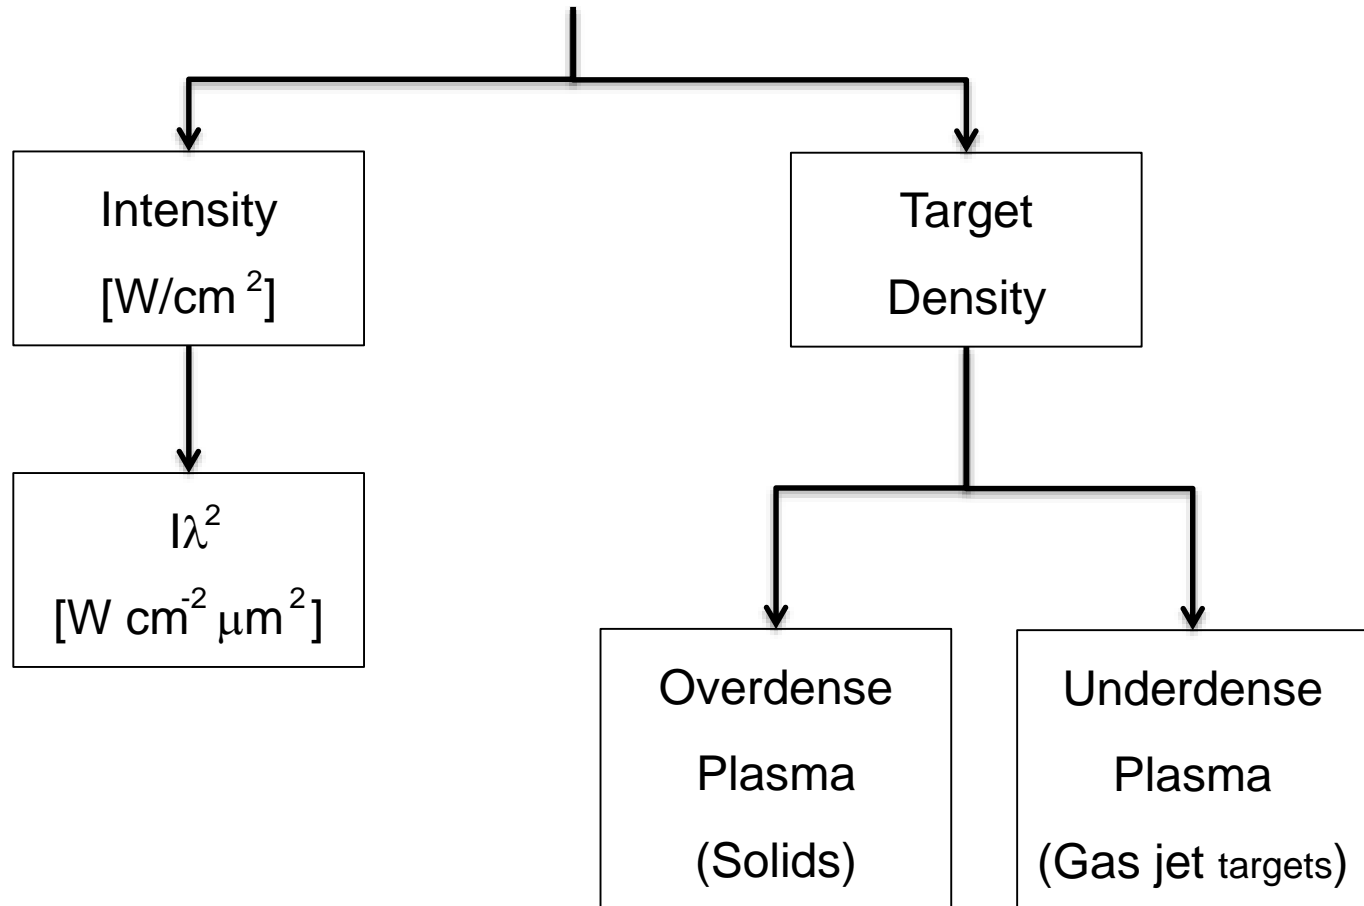 Intensity
[W/cm²]
Target
Density
Iλ²
[W cm⁻² μm²]
Overdense
Plasma
(Solids)
Underdense
Plasma
(Gas jet targets)